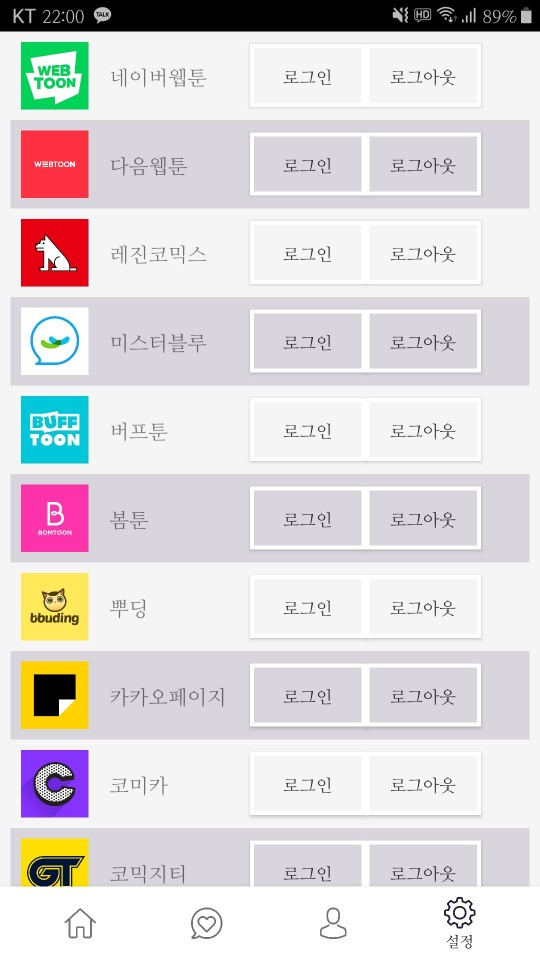 KT 22:00 TALK HD 89%
WEB
TOON
네이버웹툰 로그인 로그아웃
WEBTOON 다음웹툰 로그인 로그아웃
레진코믹스 로그인 로그아웃
미스터블루 로그인 로그아웃
BUFF
TOON
버프툰 로그인 로그아웃
B
BOMTOON
봄툰 로그인 로그아웃
bbuding
뿌딩 로그인 로그아웃
카카오페이지 로그인 로그아웃
C 코미카 로그인 로그아웃
GT 코믹지티 로그인 로그아웃
설정